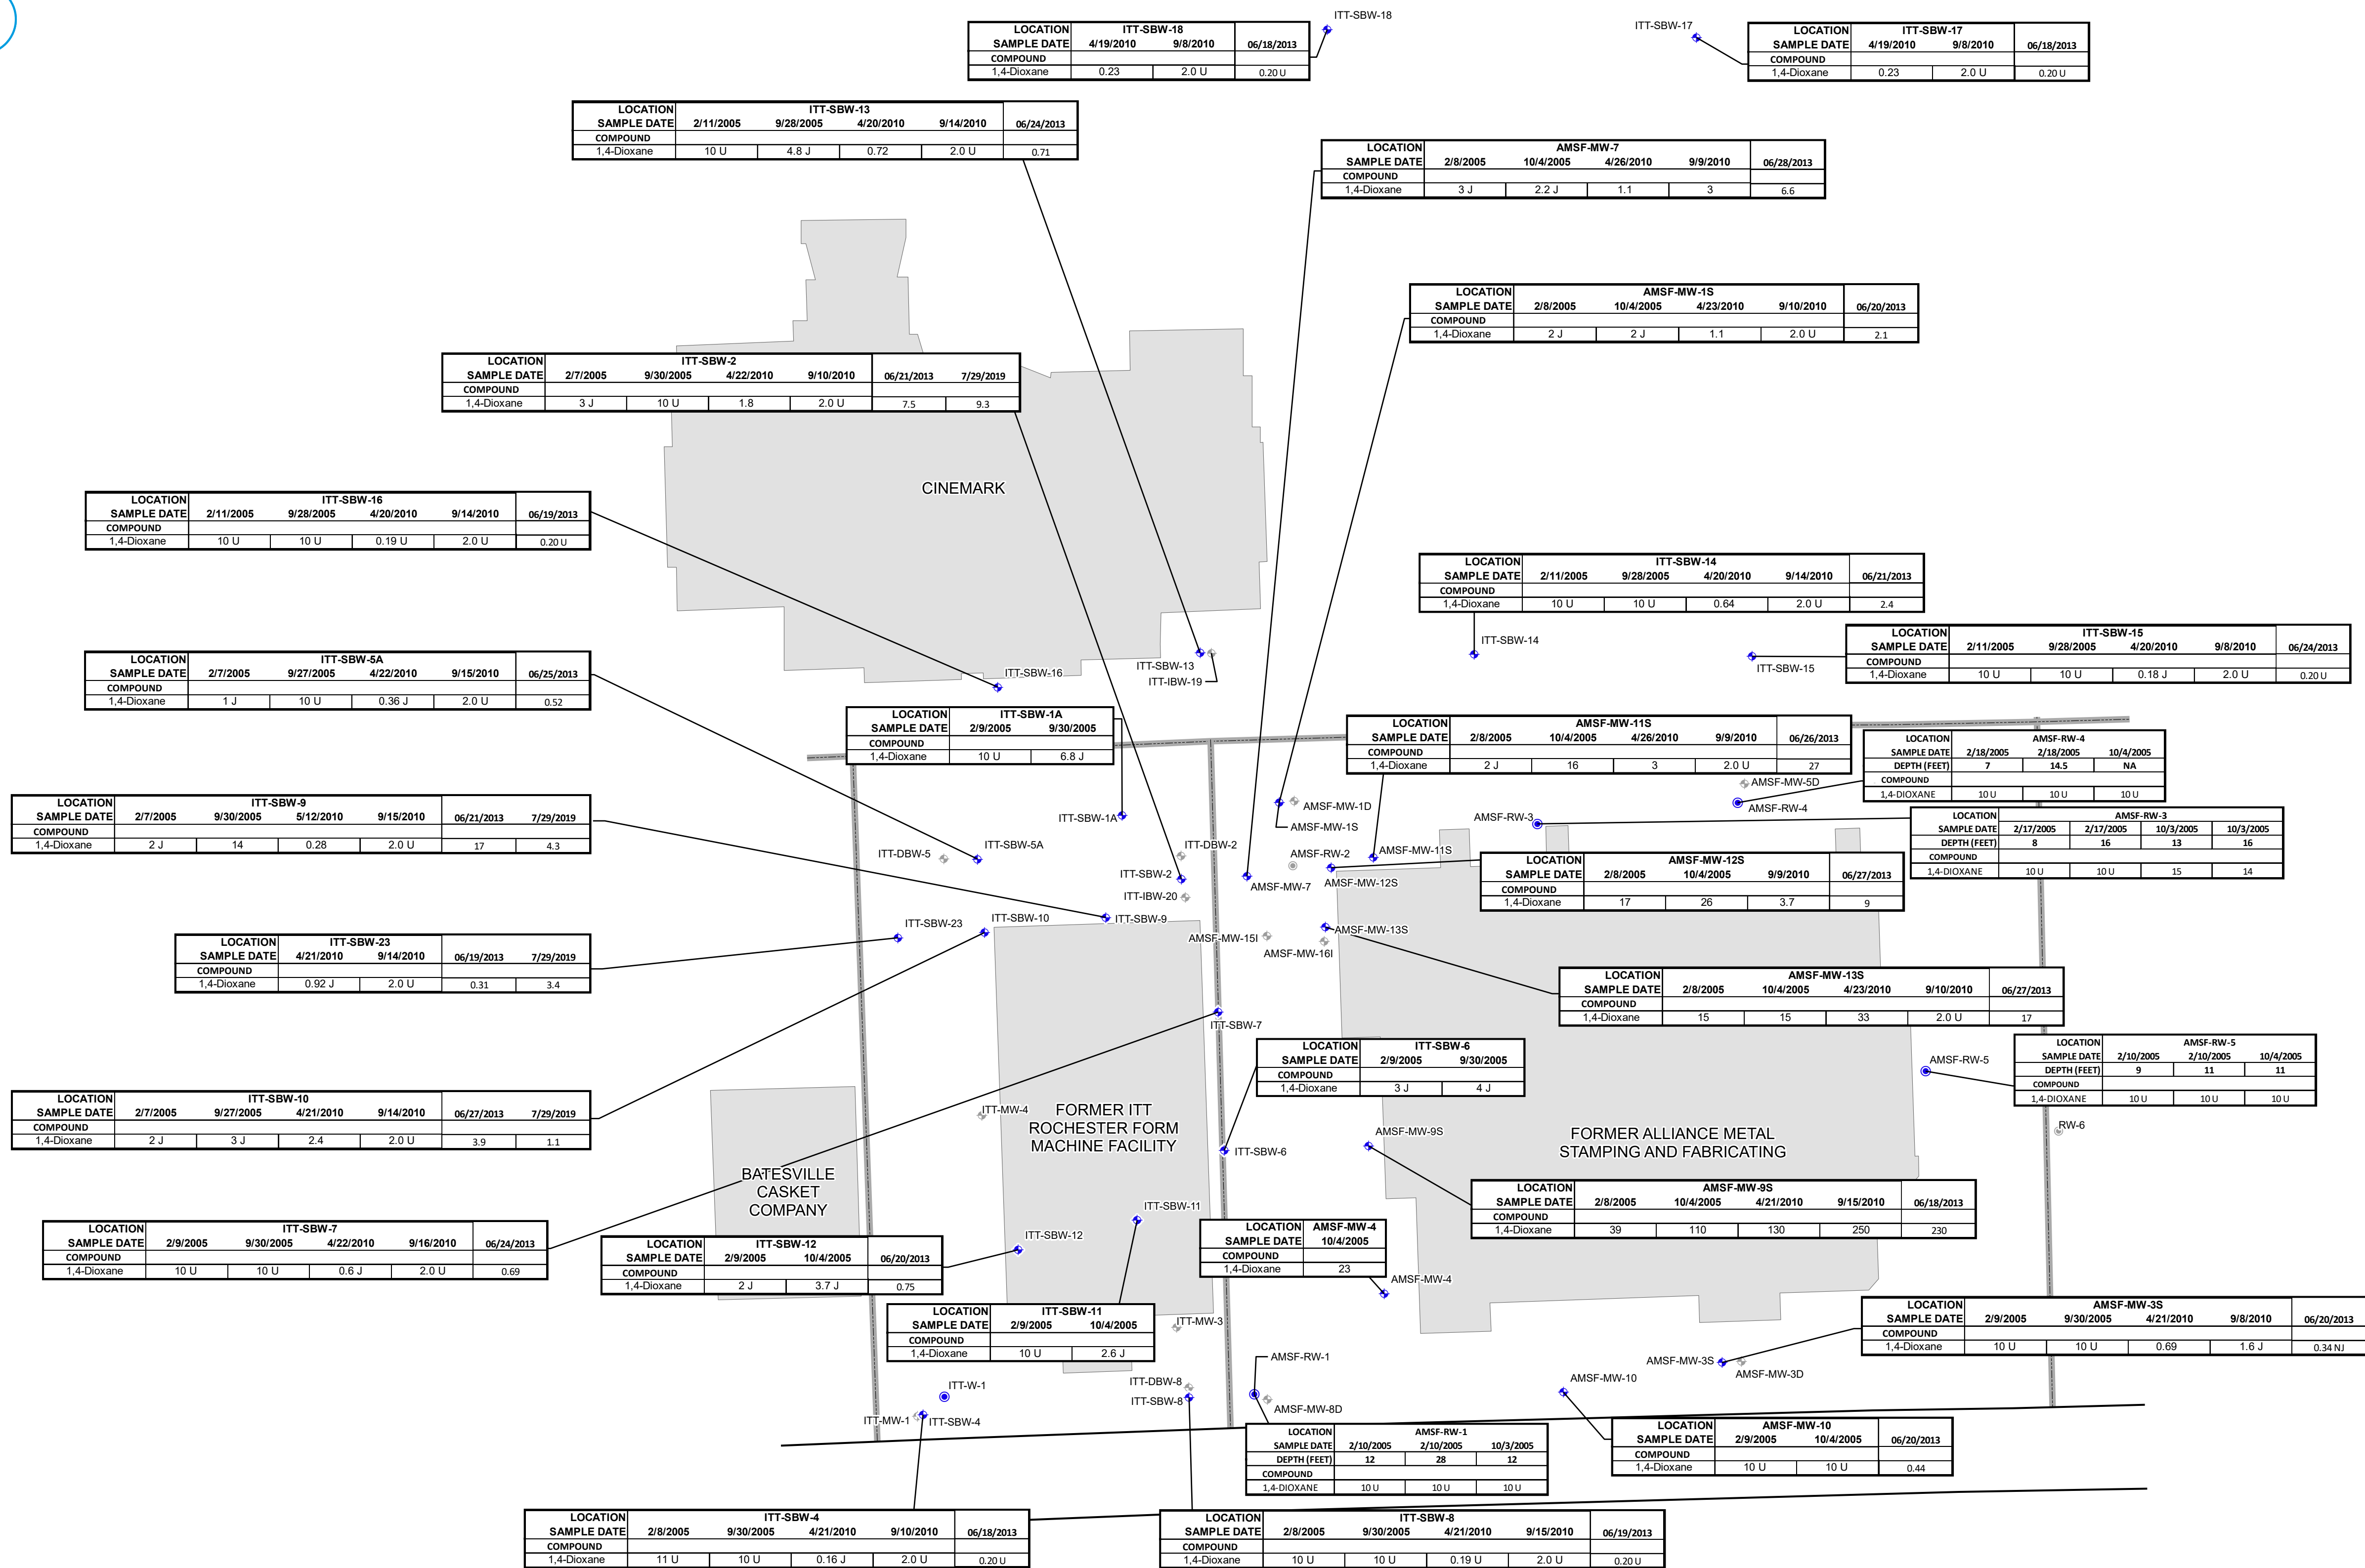 ITT-SBW-18
LOCATION ITT-SBW-18
SAMPLE DATE 4/19/2010 9/8/2010 06/18/2013
COMPOUND
1,4-Dioxane 0.23 2.0 U 0.20 U
ITT-SBW-17
LOCATION ITT-SBW-17
SAMPLE DATE 4/19/2010 9/8/2010 06/18/2013
COMPOUND
1,4-Dioxane 0.23 2.0 U 0.20 U
LOCATION ITT-SBW-13
SAMPLE DATE 2/11/2005 9/28/2005 4/20/2010 9/14/2010 06/24/2013
COMPOUND
1,4-Dioxane 10 U 4.8 J 0.72 2.0 U 0.71
LOCATION AMSF-MW-7
SAMPLE DATE 2/8/2005 10/4/2005 4/26/2010 9/9/2010 06/28/2013
COMPOUND
1,4-Dioxane 3 J 2.2 J 1.1 3 6.6
LOCATION AMSF-MW-1S
SAMPLE DATE 2/8/2005 10/4/2005 4/23/2010 9/10/2010 06/20/2013
COMPOUND
1,4-Dioxane 2 J 2 J 1.1 2.0 U 2.1
LOCATION ITT-SBW-2
SAMPLE DATE 2/7/2005 9/30/2005 4/22/2010 9/10/2010 06/21/2013 7/29/2019
COMPOUND
1,4-Dioxane 3 J 10 U 1.8 2.0 U 7.5 9.3
CINEMARK
LOCATION ITT-SBW-16
SAMPLE DATE 2/11/2005 9/28/2005 4/20/2010 9/14/2010 06/19/2013
COMPOUND
1,4-Dioxane 10 U 10 U 0.19 U 2.0 U 0.20 U
LOCATION ITT-SBW-14
SAMPLE DATE 2/11/2005 9/28/2005 4/20/2010 9/14/2010 06/21/2013
COMPOUND
1,4-Dioxane 10 U 10 U 0.64 2.0 U 2.4
ITT-SBW-14
LOCATION ITT-SBW-15
SAMPLE DATE 2/11/2005 9/28/2005 4/20/2010 9/8/2010 06/24/2013
COMPOUND
1,4-Dioxane 10 U 10 U 0.18 J 2.0 U 0.20 U
ITT-SBW-15
ITT-SBW-13
ITT-IBW-19
ITT-SBW-16
LOCATION ITT-SBW-5A
SAMPLE DATE 2/7/2005 9/27/2005 4/22/2010 9/15/2010 06/25/2013
COMPOUND
1,4-Dioxane 1 J 10 U 0.36 J 2.0 U 0.52
LOCATION ITT-SBW-1A
SAMPLE DATE 2/9/2005 9/30/2005
COMPOUND
1,4-Dioxane 10 U 6.8 J
LOCATION AMSF-MW-11S
SAMPLE DATE 2/8/2005 10/4/2005 4/26/2010 9/9/2010 06/26/2013
COMPOUND
1,4-Dioxane 2 J 16 3 2.0 U 27
LOCATION AMSF-RW-4
SAMPLE DATE 2/18/2005 2/18/2005 10/4/2005
DEPTH (FEET) 7 14.5 NA
COMPOUND
1,4-DIOXANE 10 U 10 U 10 U
AMSF-MW-5D
AMSF-RW-4
LOCATION ITT-SBW-9
SAMPLE DATE 2/7/2005 9/30/2005 5/12/2010 9/15/2010 06/21/2013 7/29/2019
COMPOUND
1,4-Dioxane 2 J 14 0.28 2.0 U 17 4.3
AMSF-MW-1D
AMSF-MW-1S
AMSF-RW-3
ITT-SBW-1A
LOCATION AMSF-RW-3
SAMPLE DATE 2/17/2005 2/17/2005 10/3/2005 10/3/2005
DEPTH (FEET) 8 16 13 16
COMPOUND
1,4-DIOXANE 10 U 10 U 15 14
ITT-DBW-5
ITT-SBW-5A
ITT-DBW-2
AMSF-RW-2
AMSF-MW-11S
ITT-SBW-2
AMSF-MW-7
AMSF-MW-12S
LOCATION AMSF-MW-12S
SAMPLE DATE 2/8/2005 10/4/2005 9/9/2010 06/27/2013
COMPOUND
1,4-Dioxane 17 26 3.7 9
ITT-IBW-20
ITT-SBW-9
ITT-SBW-10
ITT-SBW-23
AMSF-MW-15I
AMSF-MW-13S
AMSF-MW-16I
LOCATION ITT-SBW-23
SAMPLE DATE 4/21/2010 9/14/2010 06/19/2013 7/29/2019
COMPOUND
1,4-Dioxane 0.92 J 2.0 U 0.31 3.4
LOCATION AMSF-MW-13S
SAMPLE DATE 2/8/2005 10/4/2005 4/23/2010 9/10/2010 06/27/2013
COMPOUND
1,4-Dioxane 15 15 33 2.0 U 17
ITT-SBW-7
LOCATION ITT-SBW-6
SAMPLE DATE 2/9/2005 9/30/2005
COMPOUND
1,4-Dioxane 3 J 4 J
AMSF-RW-5
LOCATION AMSF-RW-5
SAMPLE DATE 2/10/2005 2/10/2005 10/4/2005
DEPTH (FEET) 9 11 11
COMPOUND
1,4-DIOXANE 10 U 10 U 10 U
LOCATION ITT-SBW-10
SAMPLE DATE 2/7/2005 9/27/2005 4/21/2010 9/14/2010 06/27/2013 7/29/2019
COMPOUND
1,4-Dioxane 2 J 3 J 2.4 2.0 U 3.9 1.1
ITT-MW-4
FORMER ITT
ROCHESTER FORM
MACHINE FACILITY
AMSF-MW-9S
FORMER ALLIANCE METAL
STAMPING AND FABRICATING
RW-6
ITT-SBW-6
BATESVILLE
CASKET
COMPANY
LOCATION AMSF-MW-9S
SAMPLE DATE 2/8/2005 10/4/2005 4/21/2010 9/15/2010 06/18/2013
COMPOUND
1,4-Dioxane 39 110 130 250 230
ITT-SBW-11
LOCATION ITT-SBW-7
SAMPLE DATE 2/9/2005 9/30/2005 4/22/2010 9/16/2010 06/24/2013
COMPOUND
1,4-Dioxane 10 U 10 U 0.6 J 2.0 U 0.69
LOCATION ITT-SBW-12
SAMPLE DATE 2/9/2005 10/4/2005 06/20/2013
COMPOUND
1,4-Dioxane 2 J 3.7 J 0.75
ITT-SBW-12
LOCATION AMSF-MW-4
SAMPLE DATE 10/4/2005
COMPOUND
1,4-Dioxane 23
AMSF-MW-4
LOCATION ITT-SBW-11
SAMPLE DATE 2/9/2005 10/4/2005
COMPOUND
1,4-Dioxane 10 U 2.6 J
ITT-MW-3
LOCATION AMSF-MW-3S
SAMPLE DATE 2/9/2005 9/30/2005 4/21/2010 9/8/2010 06/20/2013
COMPOUND
1,4-Dioxane 10 U 10 U 0.69 1.6 J 0.34 NJ
AMSF-RW-1
AMSF-MW-3S
AMSF-MW-3D
AMSF-MW-10
ITT-W-1
ITT-DBW-8
ITT-SBW-8
AMSF-MW-8D
ITT-MW-1
ITT-SBW-4
LOCATION AMSF-RW-1
SAMPLE DATE 2/10/2005 2/10/2005 10/3/2005
DEPTH (FEET) 12 28 12
COMPOUND
1,4-DIOXANE 10 U 10 U 10 U
LOCATION AMSF-MW-10
SAMPLE DATE 2/9/2005 10/4/2005 06/20/2013
COMPOUND
1,4-Dioxane 10 U 10 U 0.44
LOCATION ITT-SBW-4
SAMPLE DATE 2/8/2005 9/30/2005 4/21/2010 9/10/2010 06/18/2013
COMPOUND
1,4-Dioxane 11 U 10 U 0.16 J 2.0 U 0.20 U
LOCATION ITT-SBW-8
SAMPLE DATE 2/8/2005 9/30/2005 4/21/2010 9/15/2010 06/19/2013
COMPOUND
1,4-Dioxane 10 U 10 U 0.19 U 2.0 U 0.20 U